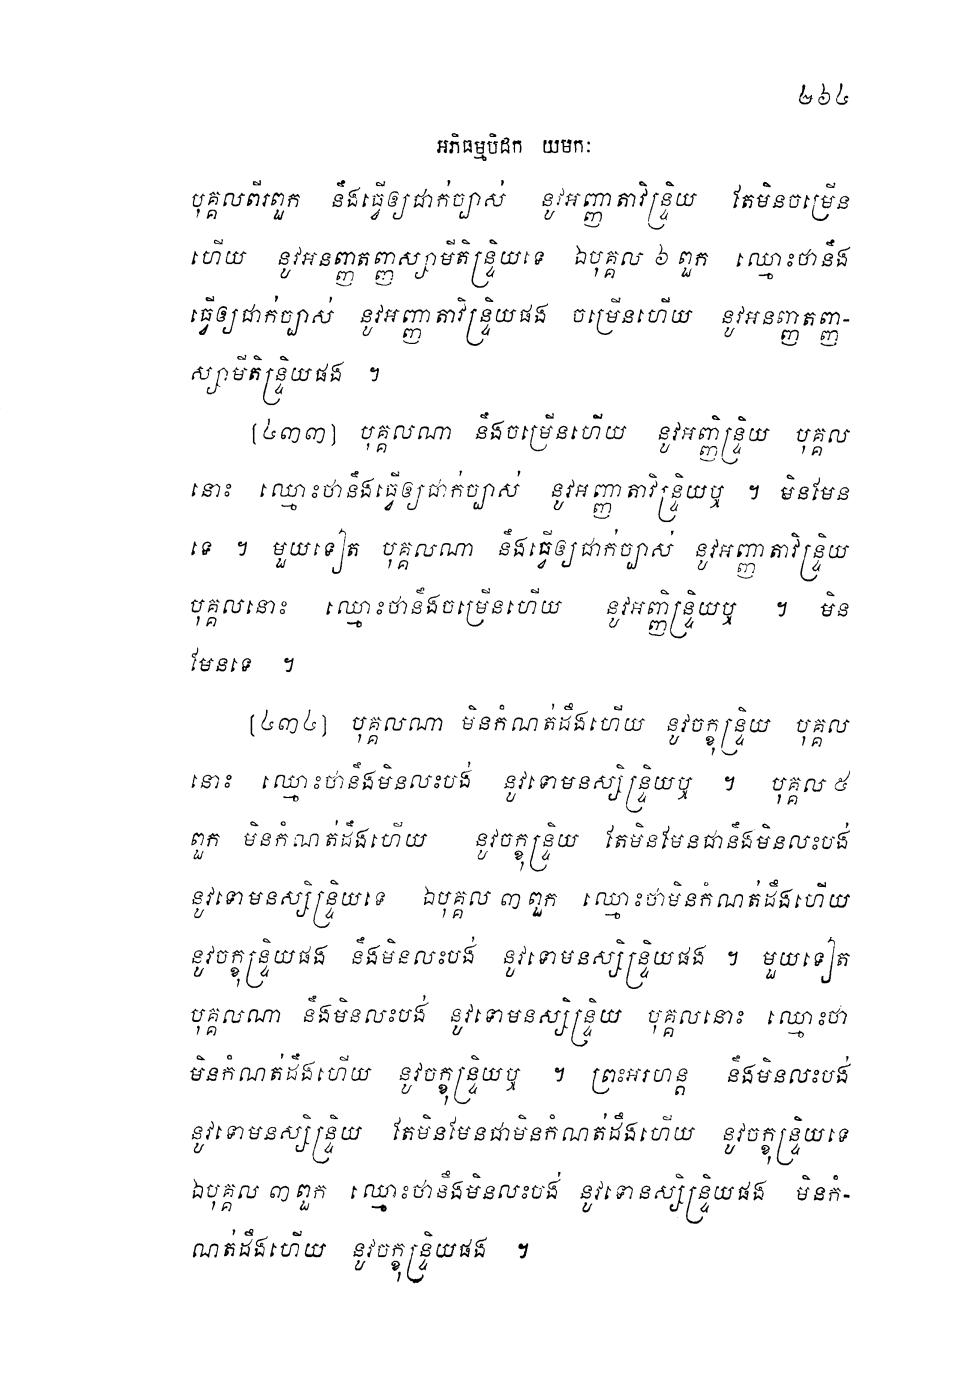 ២៦៤
អភិធម្មបិដក យមកៈ
បុគ្គលពីរពួក នឹងធ្វើឲ្យជាក់ច្បាស់ នូវអញ្ញាតាវិន្ទ្រិយ តែមិនចម្រើន
ហើយ នូវអនញ្ញតញ្ញស្សាមីតិន្ទ្រិយទេ ឯបុគ្គល ៦ ពួក ឈ្មោះថានឹង
ធ្វើឲ្យជាក់ច្បាស់ នូវអញ្ញាតាវិន្ទ្រិយផង ចម្រើនហើយ នូវអនញ្ញតញ្ញ-
ស្សាមីតិន្ទ្រិយផង ។
[៤៣៣] បុគ្គលណា នឹងចម្រើនហើយ នូវអញ្ញិន្ទ្រិយ បុគ្គល
នោះ ឈ្មោះថានឹងធ្វើឲ្យជាក់ច្បាស់ នូវអញ្ញាតាវិន្ទ្រិយឬ ។ មិនមែន
ទេ ។ មួយទៀត បុគ្គលណា នឹងធ្វើឲ្យជាក់ច្បាស់ នូវអញ្ញាតាវិន្ទ្រិយ
បុគ្គលនោះ ឈ្មោះថានឹងចម្រើនហើយ នូវអញ្ញិន្ទ្រិយឬ ។ មិន
មែនទេ ។
[៤៣៤] បុគ្គលណា មិនកំណត់ដឹងហើយ នូវចក្ខុន្ទ្រិយ បុគ្គល
នោះ ឈ្មោះថានឹងមិនលះបង់ នូវទោមនស្សិន្ទ្រិយឬ ។ បុគ្គល ៥
ពួក មិនកំណត់ដឹងហើយ នូវចក្ខុន្ទ្រិយ តែមិនមែនជានឹងមិនលះបង់
នូវទោមនស្សិន្ទ្រិយទេ ឯបុគ្គល ៣ ពួក ឈ្មោះថាមិនកំណត់ដឹងហើយ
នូវចក្ខុន្ទ្រិយផង នឹងមិនលះបង់ នូវទោមនស្សិន្ទ្រិយផង ។ មួយទៀត
បុគ្គលណា នឹងមិនលះបង់ នូវទោមនស្សិន្ទ្រិយ បុគ្គលនោះ ឈ្មោះថា
មិនកំណត់ដឹងហើយ នូវចក្ខុន្ទ្រិយឬ ។ ព្រះអរហន្ត នឹងមិនលះបង់
នូវទោមនស្សិន្ទ្រិយ តែមិនមែនជាមិនកំណត់ដឹងហើយ នូវចក្ខុន្ទ្រិយទេ
ឯបុគ្គល ៣ ពួក ឈ្មោះថានឹងមិនលះបង់ នូវទោនស្សិន្ទ្រិយផង មិនកំ-
ណត់ដឹងហើយ នូវចក្ខុន្ទ្រិយផង ។